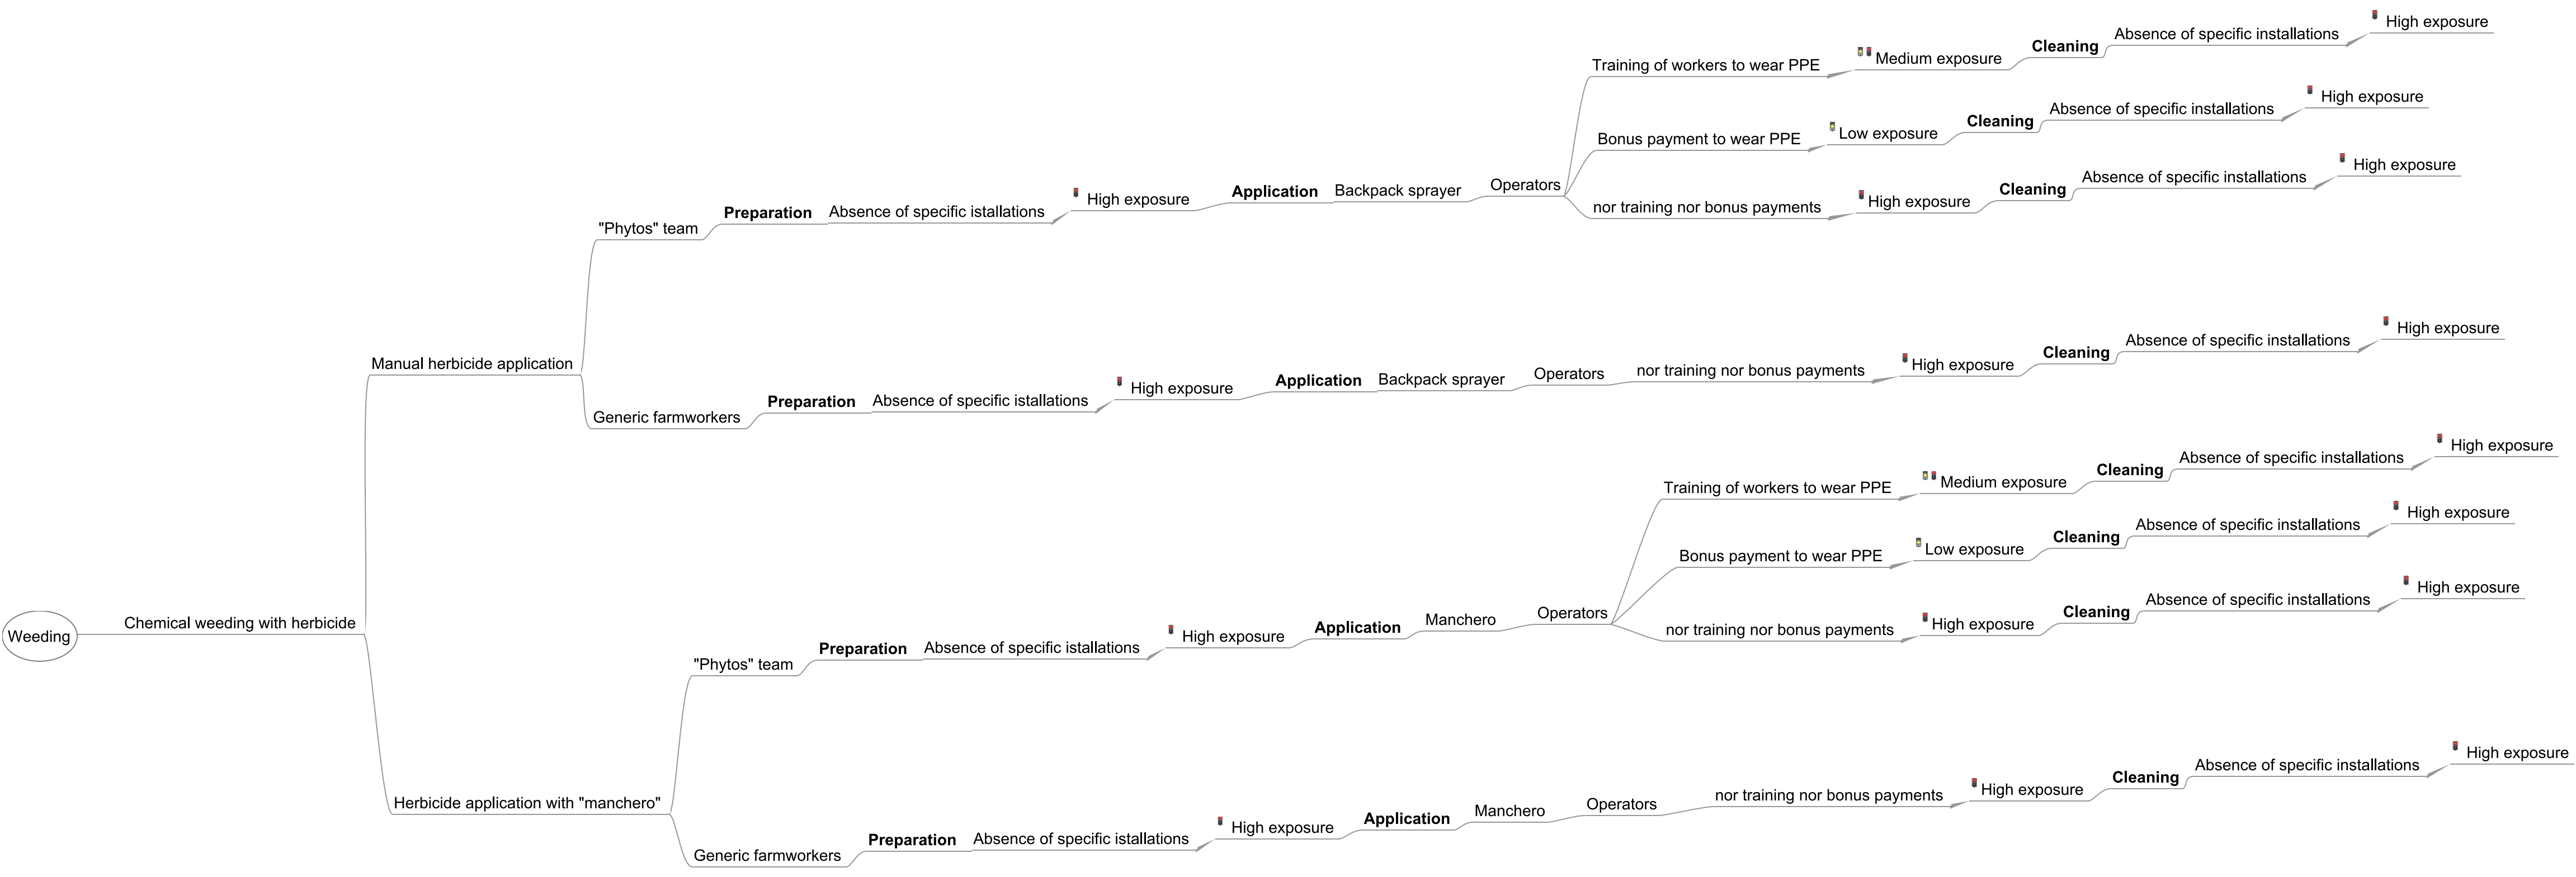 Weeding
Chemical weeding with herbicide
Manual herbicide application
"Phytos" team
Preparation
Absence of specific istallations
High exposure
Application
Backpack sprayer
Operators
Training of workers to wear PPE
Medium exposure
Cleaning
Absence of specific installations
High exposure
Bonus payment to wear PPE
Low exposure
Cleaning
Absence of specific installations
High exposure
nor training nor bonus payments
High exposure
Cleaning
Absence of specific installations
High exposure
Generic farmworkers
Preparation
Absence of specific istallations
High exposure
Application
Backpack sprayer
Operators
nor training nor bonus payments
High exposure
Cleaning
Absence of specific installations
High exposure
Herbicide application with "manchero"
"Phytos" team
Preparation
Absence of specific istallations
High exposure
Application
Manchero
Operators
Training of workers to wear PPE
Medium exposure
Cleaning
Absence of specific installations
High exposure
Bonus payment to wear PPE
Low exposure
Cleaning
Absence of specific installations
High exposure
nor training nor bonus payments
High exposure
Cleaning
Absence of specific installations
High exposure
Generic farmworkers
Preparation
Absence of specific istallations
High exposure
Application
Manchero
Operators
nor training nor bonus payments
High exposure
Cleaning
Absence of specific installations
High exposure